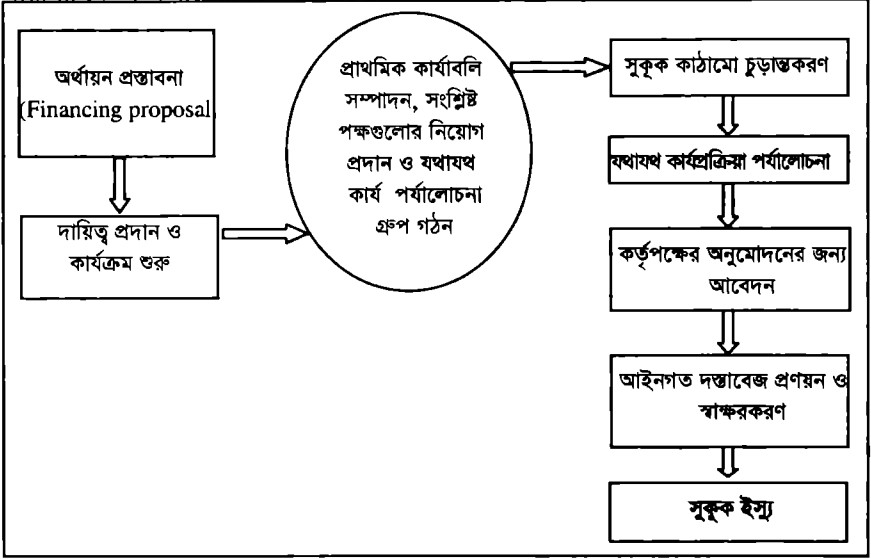 অর্থায়ন প্রস্তাবনা
(Financing proposal
দায়িত্ব প্রদান ও
কার্যক্রম শুরু
প্রাথমিক কার্যাবলি
সম্পাদন, সংশ্লিষ্ট
পক্ষগুলোর নিয়োগ
প্রদান ও যথাযথ
কার্য পর্যালোচনা
গ্রুপ গঠন
সুকূক কাঠামো চুড়ান্তকরণ
যথাযথ কার্যপ্রক্রিয়া পর্যালোচনা
কর্তৃপক্ষের অনুমোদনের জন্য
আবেদন
আইনগত দস্তাবেজ প্রণয়ন ও
স্বাক্ষরকরণ
সুকূক ইস্যু